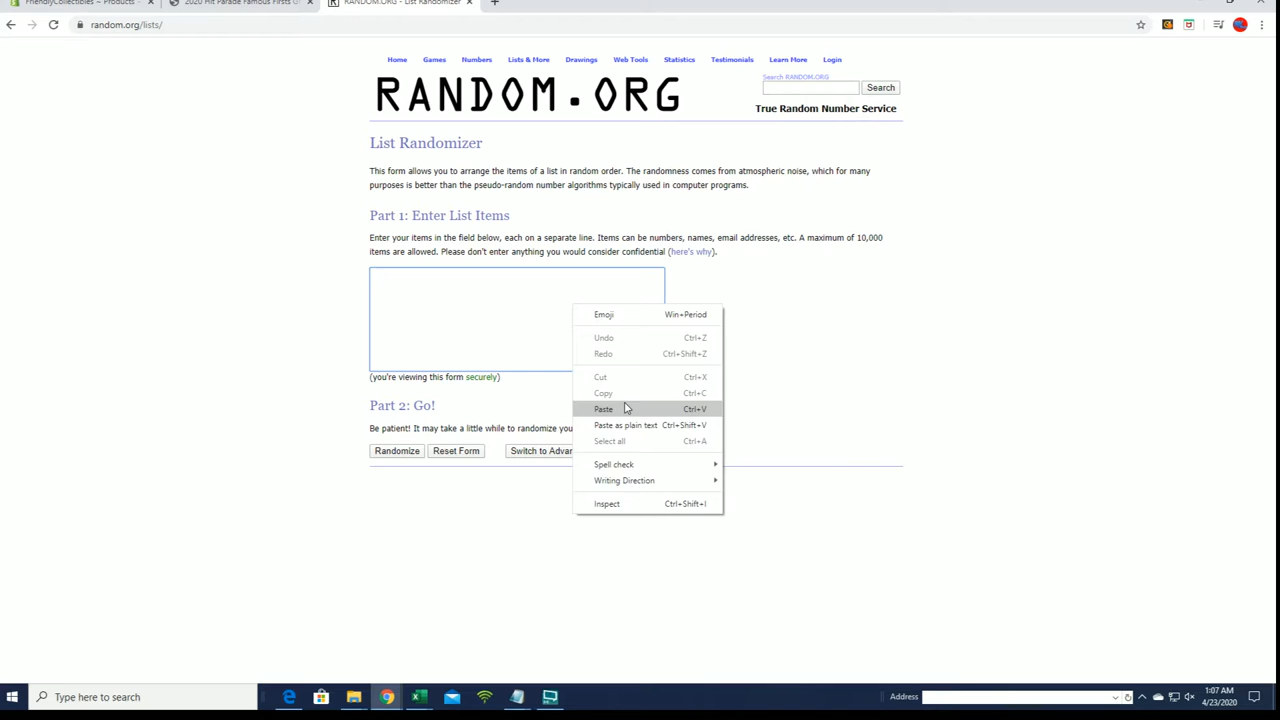 FriendlyCollectibles ~ Products
2020 Hit Parade Famous Firsts
RANDOM.ORG - List Randomizer
random.org/lists/
Home Games Numbers Lists & More Drawings Web Tools Statistics Testimonials Learn More Login
RANDOM.ORG
Search RANDOM.ORG
Search
True Random Number Service
List Randomizer
This form allows you to arrange the items of a list in random order. The randomness comes from atmospheric noise, which for many
purposes is better than the pseudo-random number algorithms typically used in computer programs.
Part 1: Enter List Items
Enter your items in the field below, each on a separate line. Items can be numbers, names, email addresses, etc. A maximum of 10,000
items are allowed. Please don't enter anything you would consider confidential (here's why).
Emoji Win+Period
Undo Ctrl+Z
Redo Ctrl+Shift+Z
Cut Ctrl+X
Copy Ctrl+C
Paste Ctrl+V
Paste as plain text Ctrl+Shift+V
Select all Ctrl+A
Spell check
Writing Direction
Inspect Ctrl+Shift+I
(you're viewing this form securely)
Part 2: Go!
Be patient! It may take a little while to randomize you
Randomize Reset Form Switch to Advan
Type here to search
Address
1:07 AM
4/23/2020